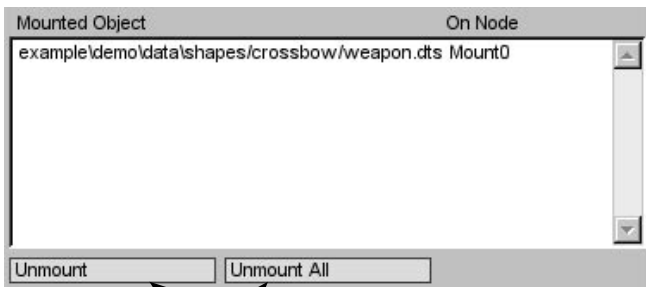 Mounted Object On Node
example\demo\data\shapes/crossbow/weapon.dts Mount0
Unmount Unmount All